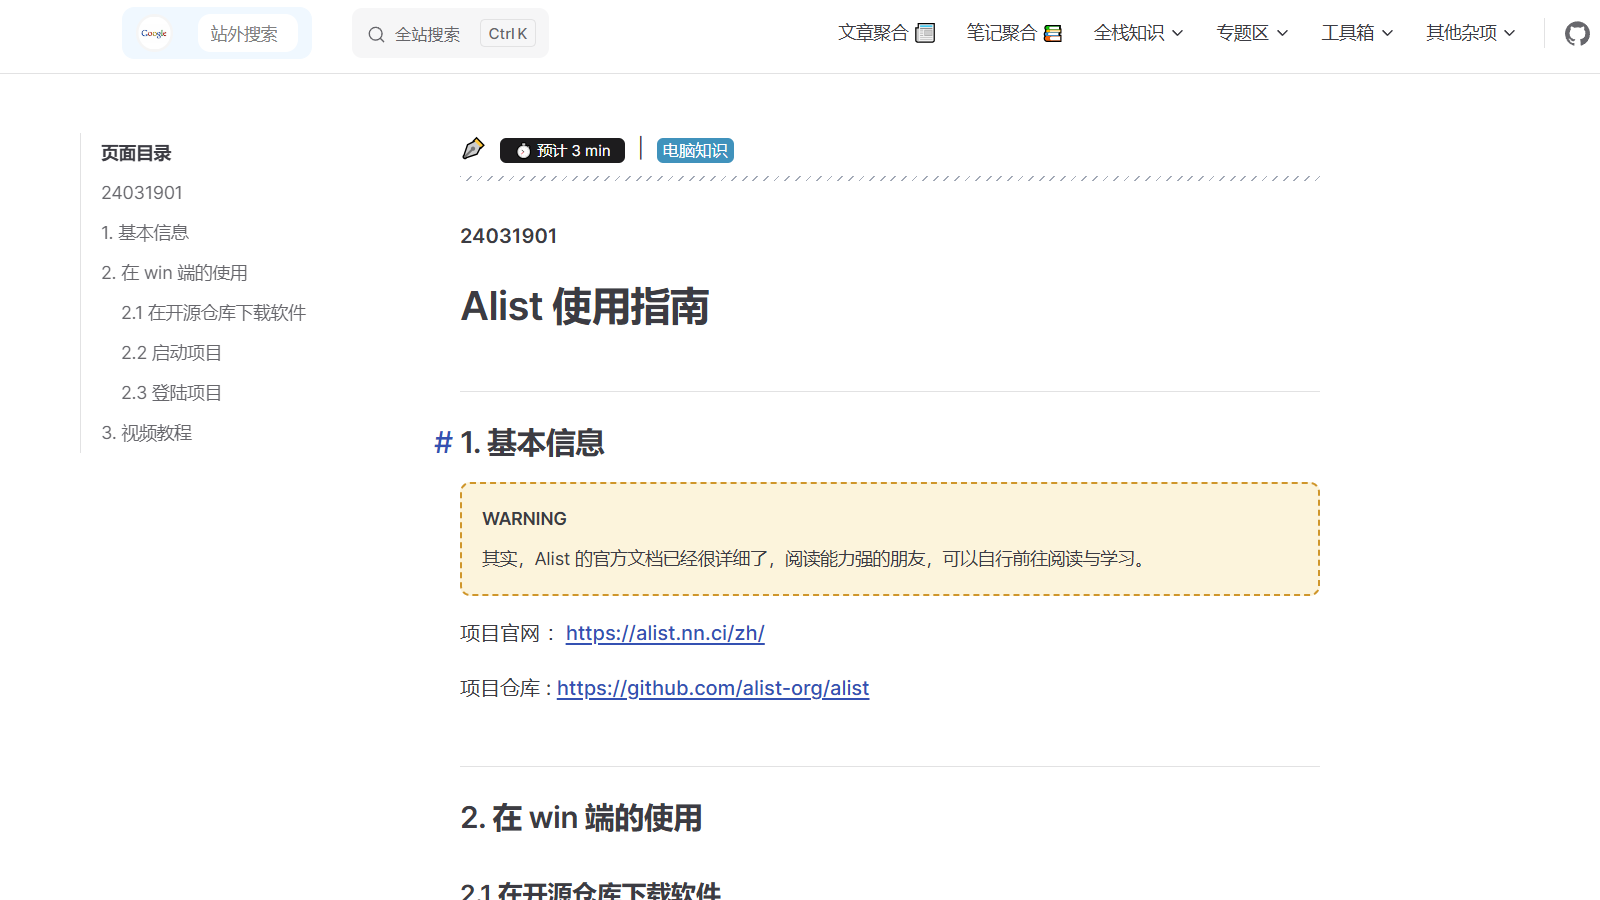 Google
站外搜索
全站搜索
Ctrl K
文章聚合
笔记聚合
全栈知识
专题区
工具箱
其他杂项
页面目录
24031901
1. 基本信息
2. 在 win 端的使用
2.1 在开源仓库下载软件
2.2 启动项目
2.3 登陆项目
3. 视频教程
预计 3 min
电脑知识
24031901
Alist 使用指南
# 1. 基本信息
WARNING
其实，Alist 的官方文档已经很详细了，阅读能力强的朋友，可以自行前往阅读与学习。
项目官网 ： https://alist.nn.ci/zh/
项目仓库 : https://github.com/alist-org/alist
2. 在 win 端的使用
2.1 在开源仓库下载软件